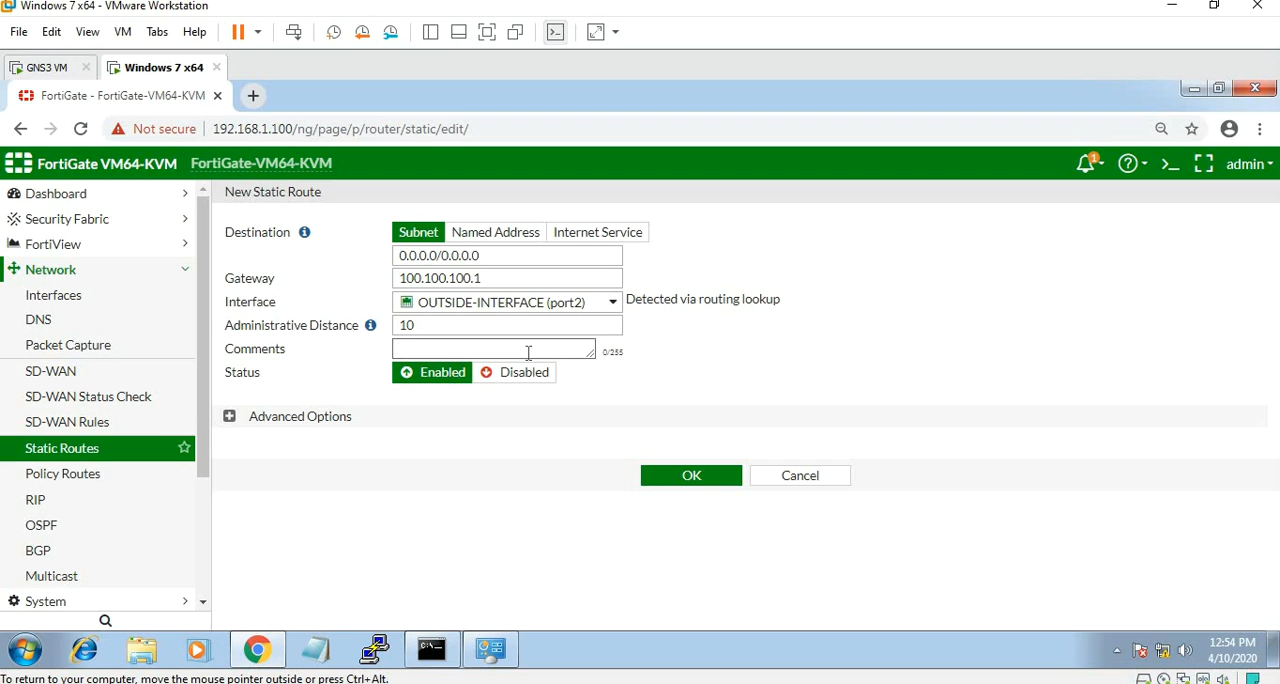 Windows 7 x64 - VMware Workstation
File Edit View VM Tabs Help
GNS3 VM Windows 7 x64
FortiGate - FortiGate-VM64-KVM
Not secure 192.168.1.100/ng/page/p/router/static/edit/
FortiGate VM64-KVM FortiGate-VM64-KVM 1 admin
Dashboard
Security Fabric
FortiView
Network
Interfaces
DNS
Packet Capture
SD-WAN
SD-WAN Status Check
SD-WAN Rules
Static Routes
Policy Routes
RIP
OSPF
BGP
Multicast
System
New Static Route
Destination Subnet Named Address Internet Service
0.0.0.0/0.0.0.0
Gateway 100.100.100.1
Interface OUTSIDE-INTERFACE (port2) Detected via routing lookup
Administrative Distance 10
Comments 0/255
Status Enabled Disabled
Advanced Options
OK Cancel
12:54 PM
4/10/2020
To return to your computer, move the mouse pointer outside or press Ctrl+Alt.